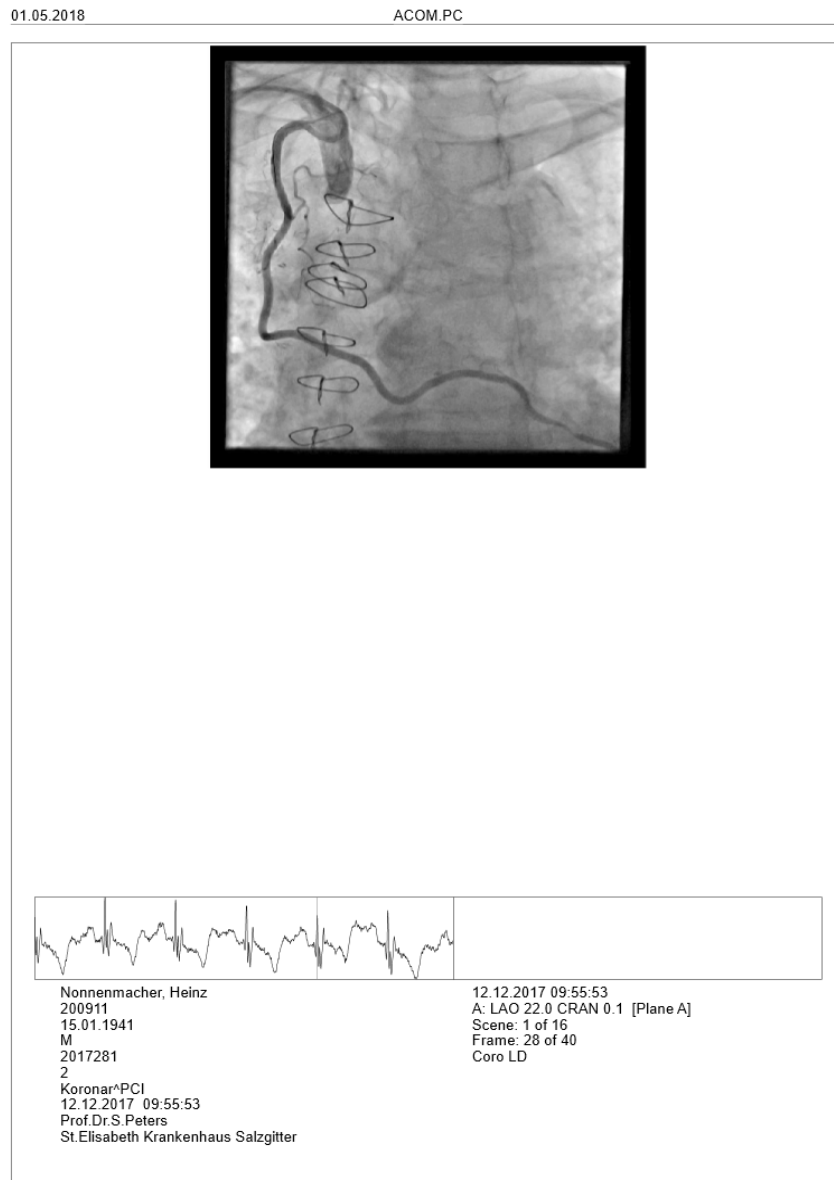 01.05.2018
ACOM.PC
Nonnenmacher, Heinz
200911
15.01.1941
M
2017281
2
Koronar^PCI
12.12.2017  09:55:53
Prof.Dr.S.Peters
St.Elisabeth Krankenhaus Salzgitter
12.12.2017 09:55:53
A: LAO 22.0 CRAN 0.1  [Plane A]
Scene: 1 of 16
Frame: 28 of 40
Coro LD